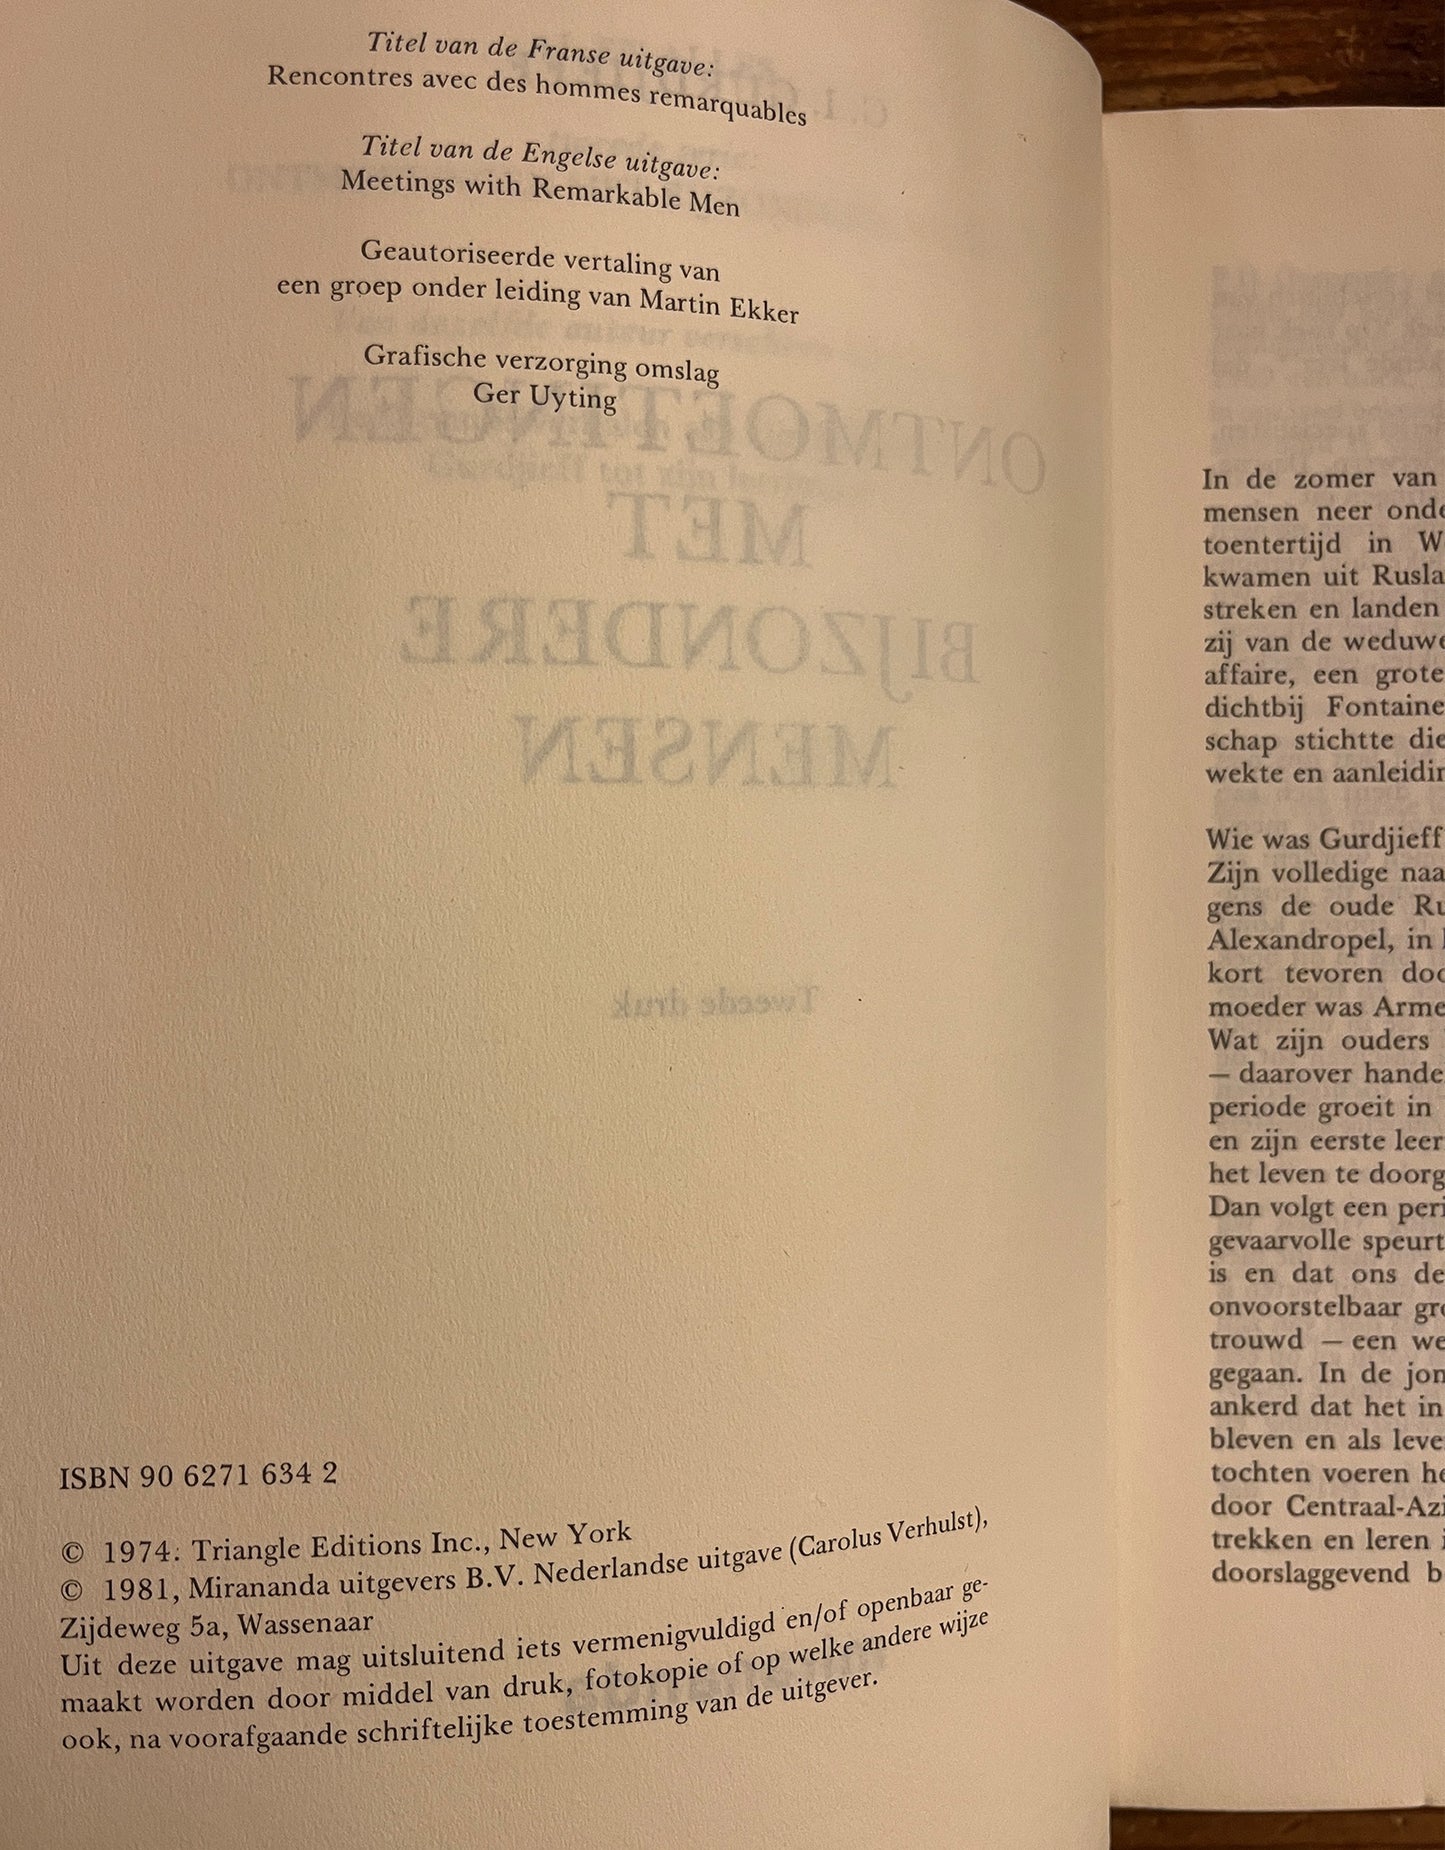 Titel van de Franse uitgave:
Rencontres avec des hommes remarquables
Titel van de Engelse uitgave:
Meetings with Remarkable Men
Geautoriseerde vertaling van
een groep onder leiding van Martin Ekker
Grafische verzorging omslag
Ger Uyting
ONTMOETINGEN
MET
BIJZONDERE
MENSEN
Tweede druk
ISBN 90 6271 634 2
© 1974: Triangle Editions Inc., New York
© 1981, Mirananda uitgevers B.V. Nederlandse uitgave (Carolus Verhulst),
Zijdeweg 5a, Wassenaar
Uit deze uitgave mag uitsluitend iets vermenigvuldigd en/of openbaar ge-
maakt worden door middel van druk, fotokopie of op welke andere wijze
ook, na voorafgaande schriftelijke toestemming van de uitgever.
In de zomer van
mensen neer onde
toentertijd in W
kwamen uit Rusla
streken en landen
zij van de weduwe
affaire, een grote
dichtbij Fontaine
schap stichtte die
wekte en aanleidin
Wie was Gurdjieff
Zijn volledige naa
gens de oude Ru
Alexandropel, in
kort tevoren doo
moeder was Arme
Wat zijn ouders
— daarover hande
periode groeit in
en zijn eerste leer
het leven te doorg
Dan volgt een peri
gevaarvolle speurt
is en dat ons de
onvoorstelbaar gro
trouwd — een we
gegaan. In de jon
ankerd dat het in
bleven en als leve
tochten voeren he
door Centraal-Azi
trekken en leren i
doorslaggevend b